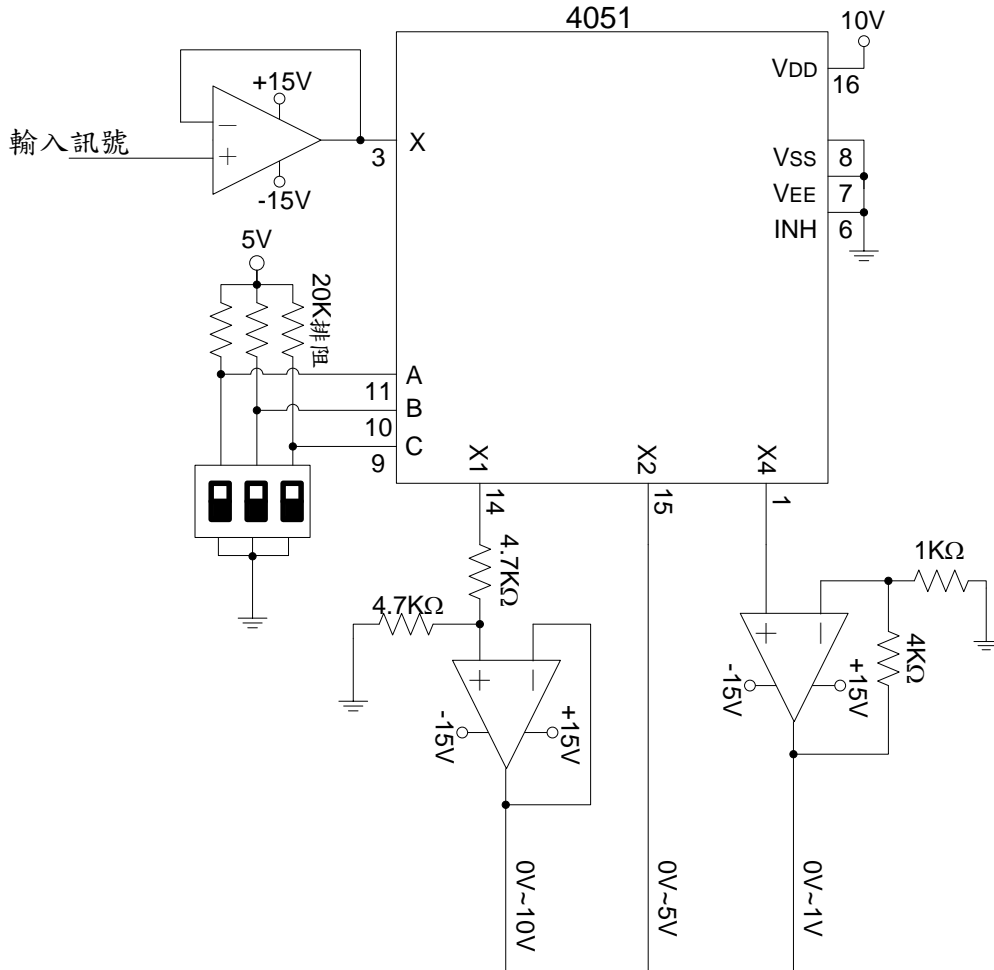 4051
10V
VDD
16
+15V
輸入訊號
−
+
-15V
X
3
VSS
8
VEE
7
INH
6
5V
20K排阻
A
11
B
10
C
9
X1
14
X2
15
X4
1
4.7KΩ
4.7KΩ
+
−
-15V
+15V
1KΩ
4KΩ
+
−
-15V
+15V
0V~10V
0V~5V
0V~1V